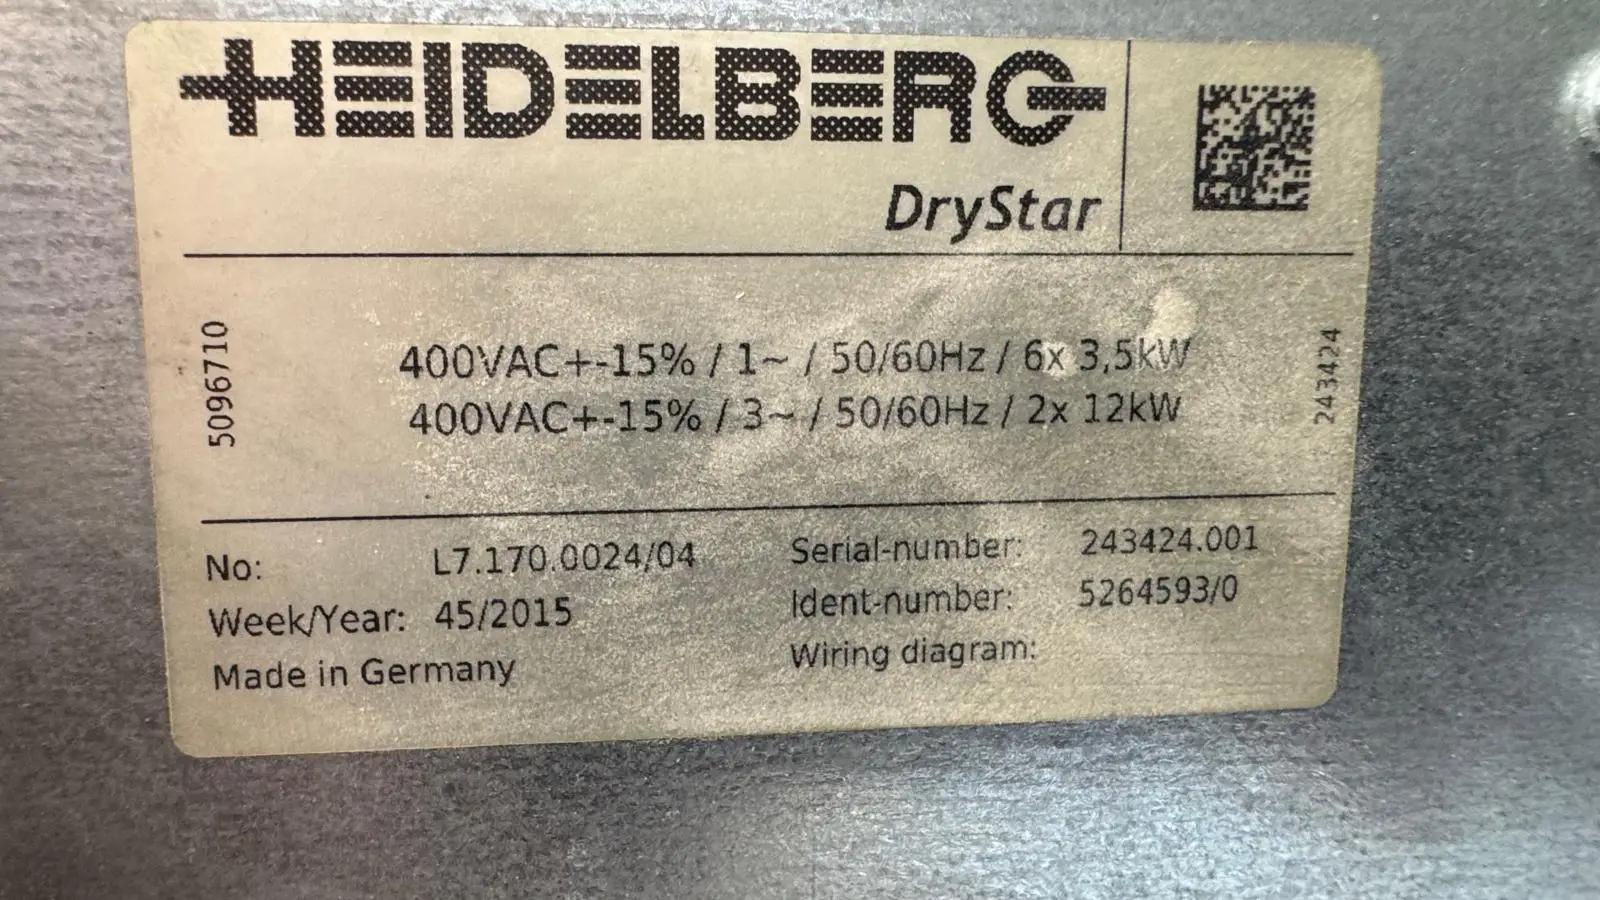 HEIDELBERG
DryStar
5096710
400VAC+-15% / 1~ / 50/60Hz / 6x 3,5kW
400VAC+-15% / 3~ / 50/60Hz / 2x 12kW
243424
No: L7.170.0024/04
Week/Year: 45/2015
Made in Germany
Serial-number: 243424.001
Ident-number: 5264593/0
Wiring diagram: